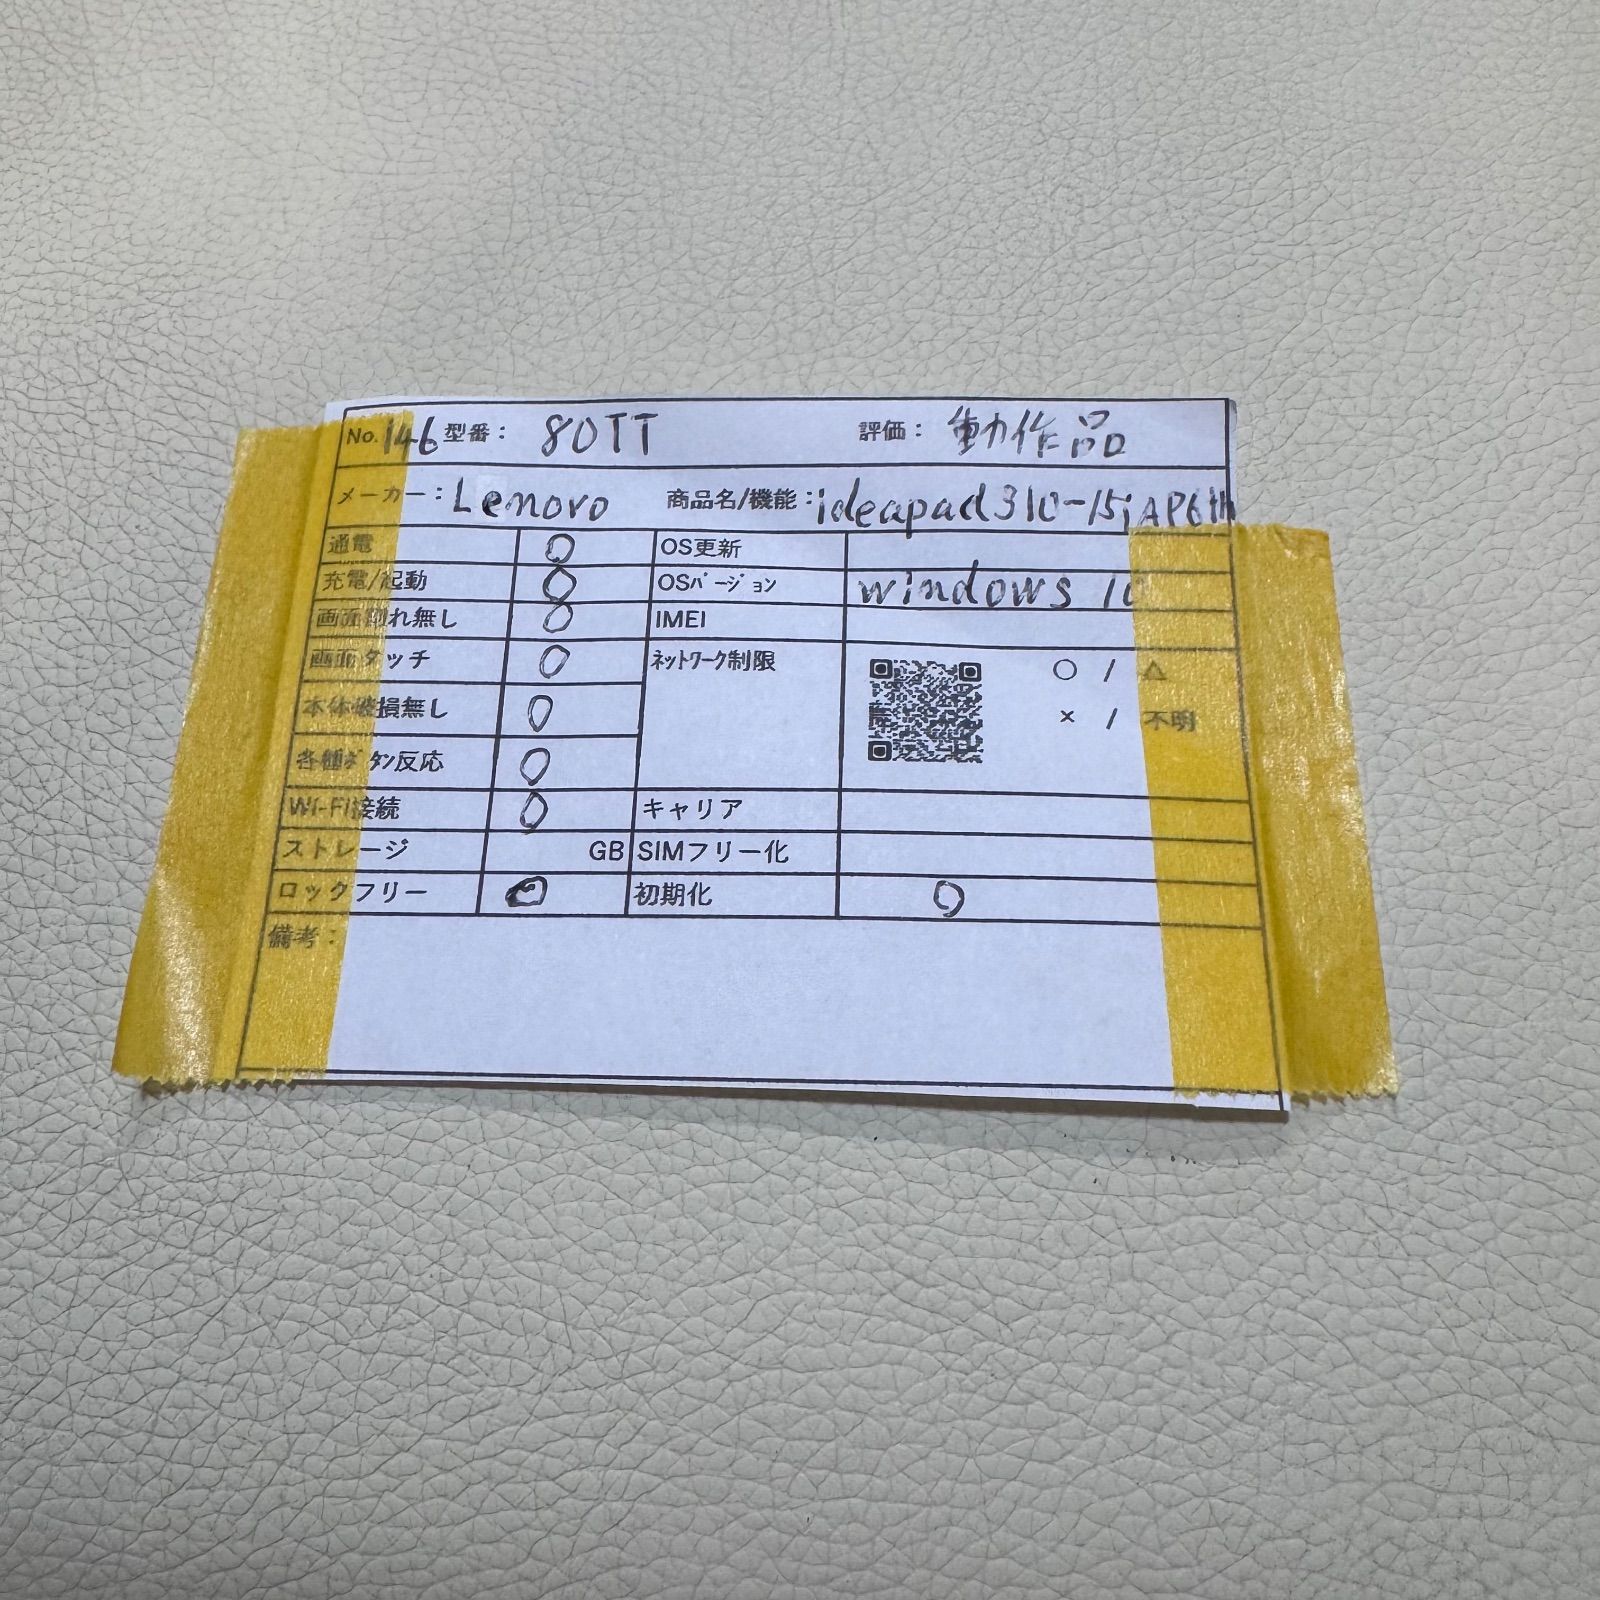 No. 146 型番： 80TT 評価： 動作品
メーカー： Lenovo 商品名/機能： ideapad310-15iAP6th
通電 ○ OS更新
充電/起動 ○ OSﾊﾞｰｼﾞｮﾝ windows 10
画面割れ無し ○ IMEI
画面タッチ ○ ﾈｯﾄﾜｰｸ制限 ○ / △
× / 不明
本体破損無し ○
各種ﾎﾞﾀﾝ反応 ○
Wi-Fi接続 ○ キャリア
ストレージ GB SIMフリー化
ロックフリー ○ 初期化 ○
備考：